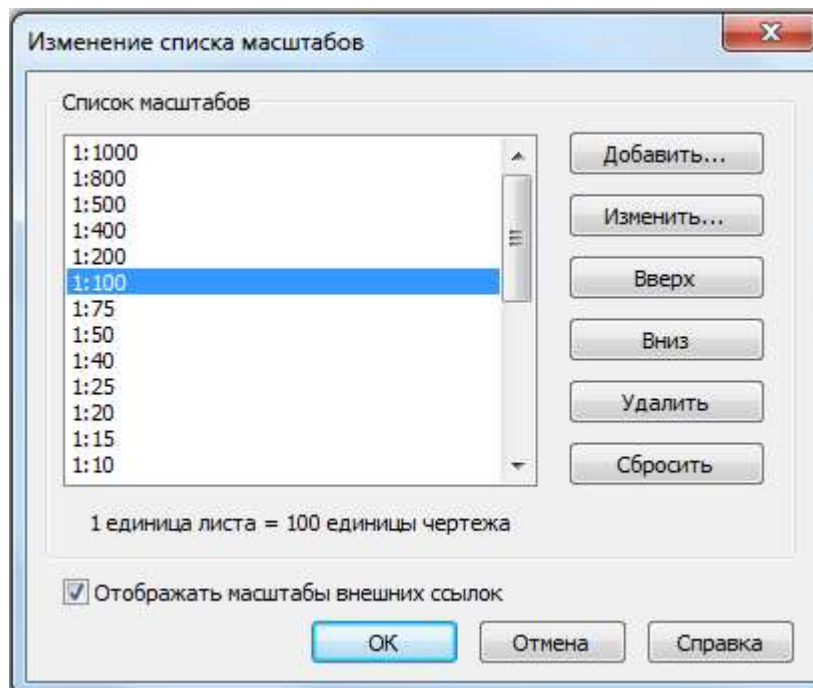 Изменение списка масштабов
Список масштабов
1:1000
1:800
1:500
1:400
1:200
1:100
1:75
1:50
1:40
1:25
1:20
1:15
1:10
Добавить...
Изменить...
Вверх
Вниз
Удалить
Сбросить
1 единица листа = 100 единицы чертежа
Отображать масштабы внешних ссылок
OK
Отмена
Справка